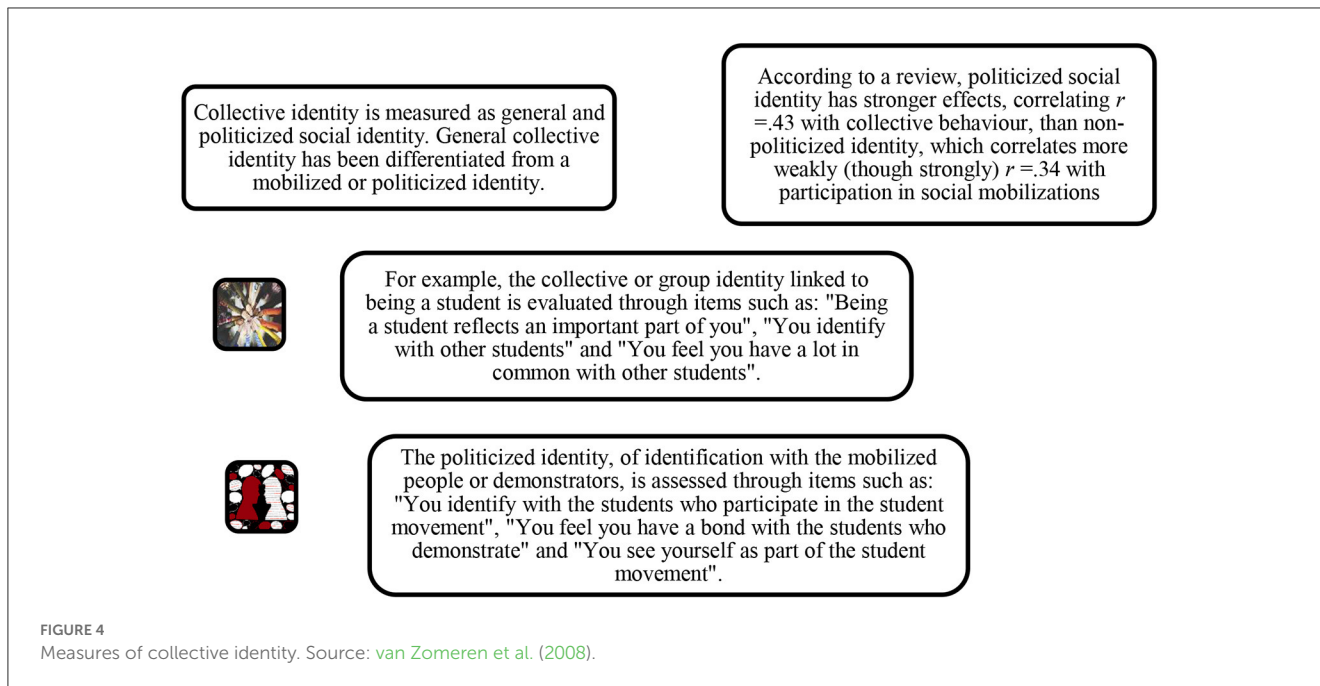 Collective identity is measured as general and
politicized social identity. General collective
identity has been differentiated from a
mobilized or politicized identity.
According to a review, politicized social
identity has stronger effects, correlating r
=.43 with collective behaviour, than non-
politicized identity, which correlates more
weakly (though strongly) r =.34 with
participation in social mobilizations
For example, the collective or group identity linked to
being a student is evaluated through items such as: "Being
a student reflects an important part of you", "You identify
with other students" and "You feel you have a lot in
common with other students".
The politicized identity, of identification with the mobilized
people or demonstrators, is assessed through items such as:
"You identify with the students who participate in the student
movement", "You feel you have a bond with the students who
demonstrate" and "You see yourself as part of the student
movement".
FIGURE 4
Measures of collective identity. Source: van Zomeren et al. (2008).